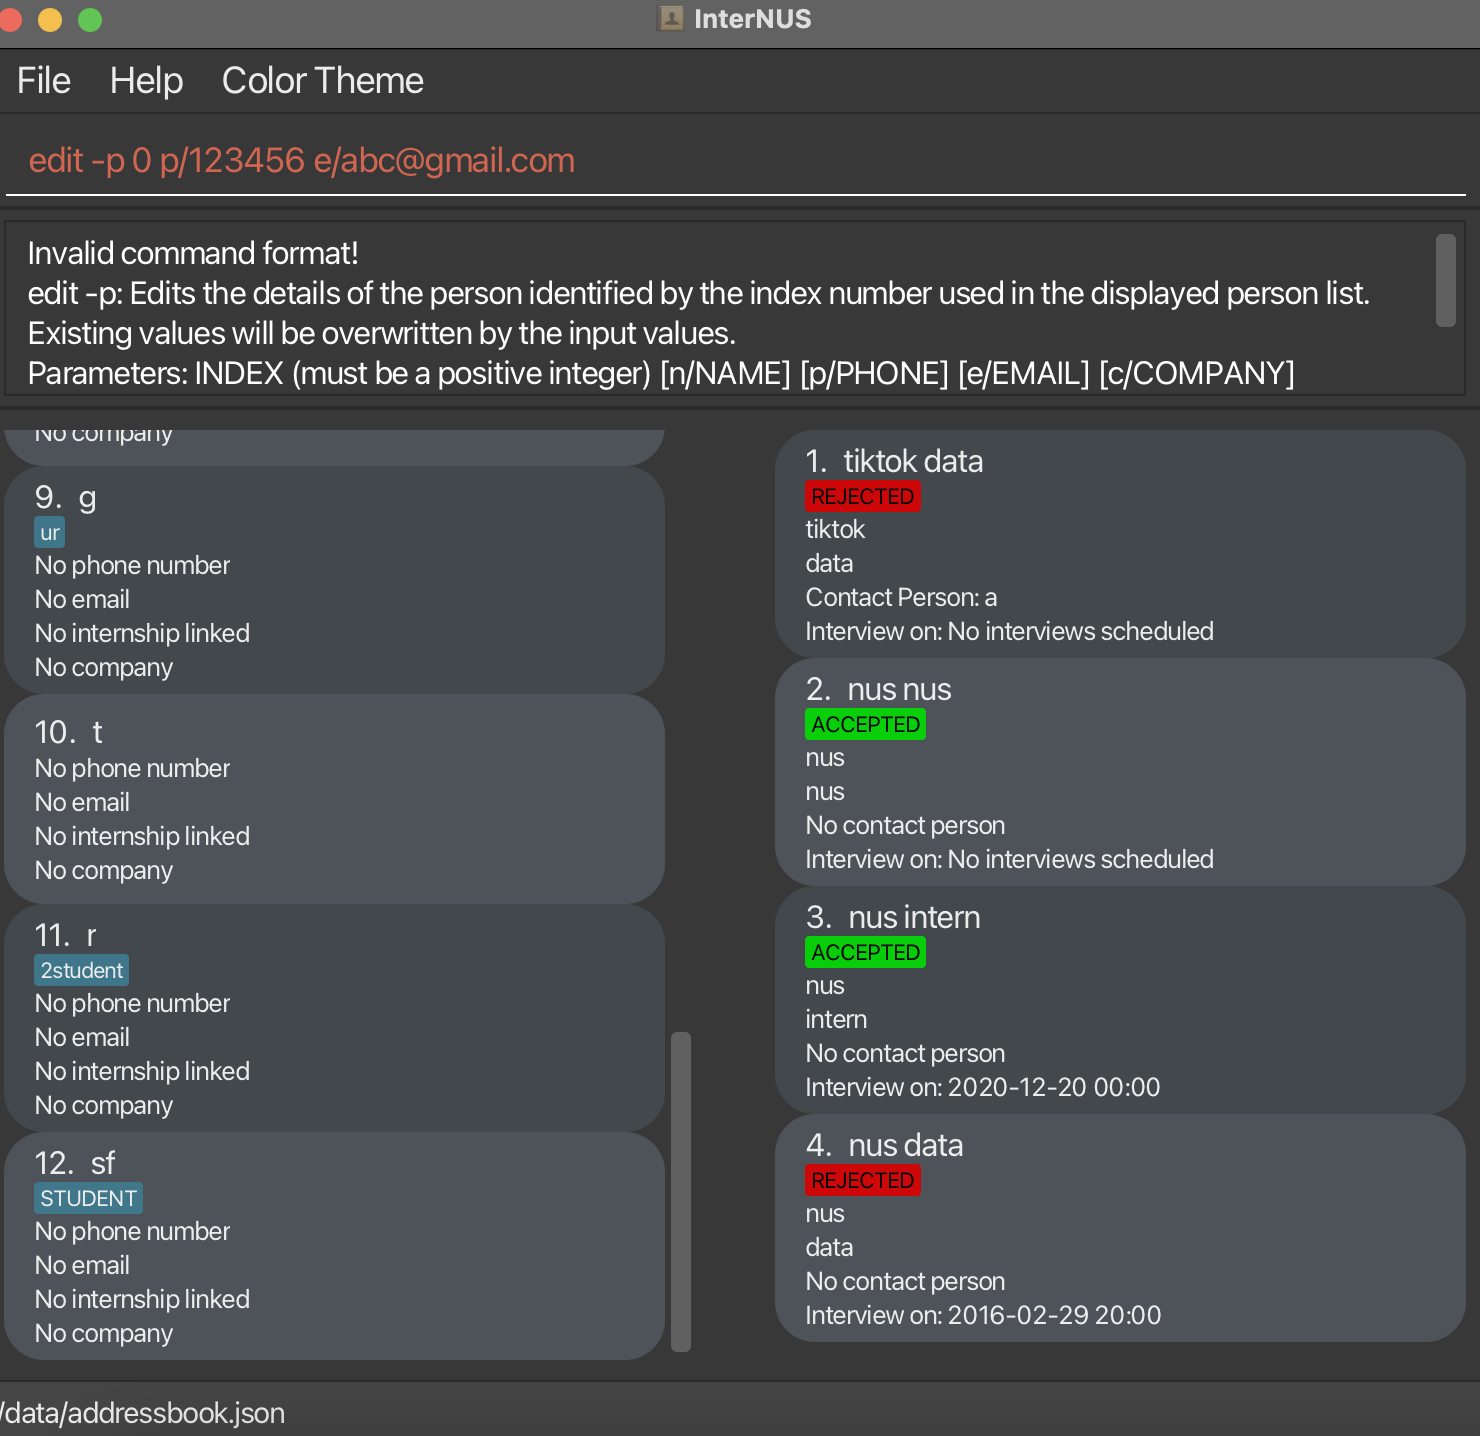 InterNUS
File Help Color Theme
edit -p 0 p/123456 e/abc@gmail.com
Invalid command format!
edit -p: Edits the details of the person identified by the index number used in the displayed person list.
Existing values will be overwritten by the input values.
Parameters: INDEX (must be a positive integer) [n/NAME] [p/PHONE] [e/EMAIL] [c/COMPANY]
No company
9. g
ur
No phone number
No email
No internship linked
No company
10. t
No phone number
No email
No internship linked
No company
11. r
2student
No phone number
No email
No internship linked
No company
12. sf
STUDENT
No phone number
No email
No internship linked
No company
1. tiktok data
REJECTED
tiktok
data
Contact Person: a
Interview on: No interviews scheduled
2. nus nus
ACCEPTED
nus
nus
No contact person
Interview on: No interviews scheduled
3. nus intern
ACCEPTED
nus
intern
No contact person
Interview on: 2020-12-20 00:00
4. nus data
REJECTED
nus
data
No contact person
Interview on: 2016-02-29 20:00
/data/addressbook.json